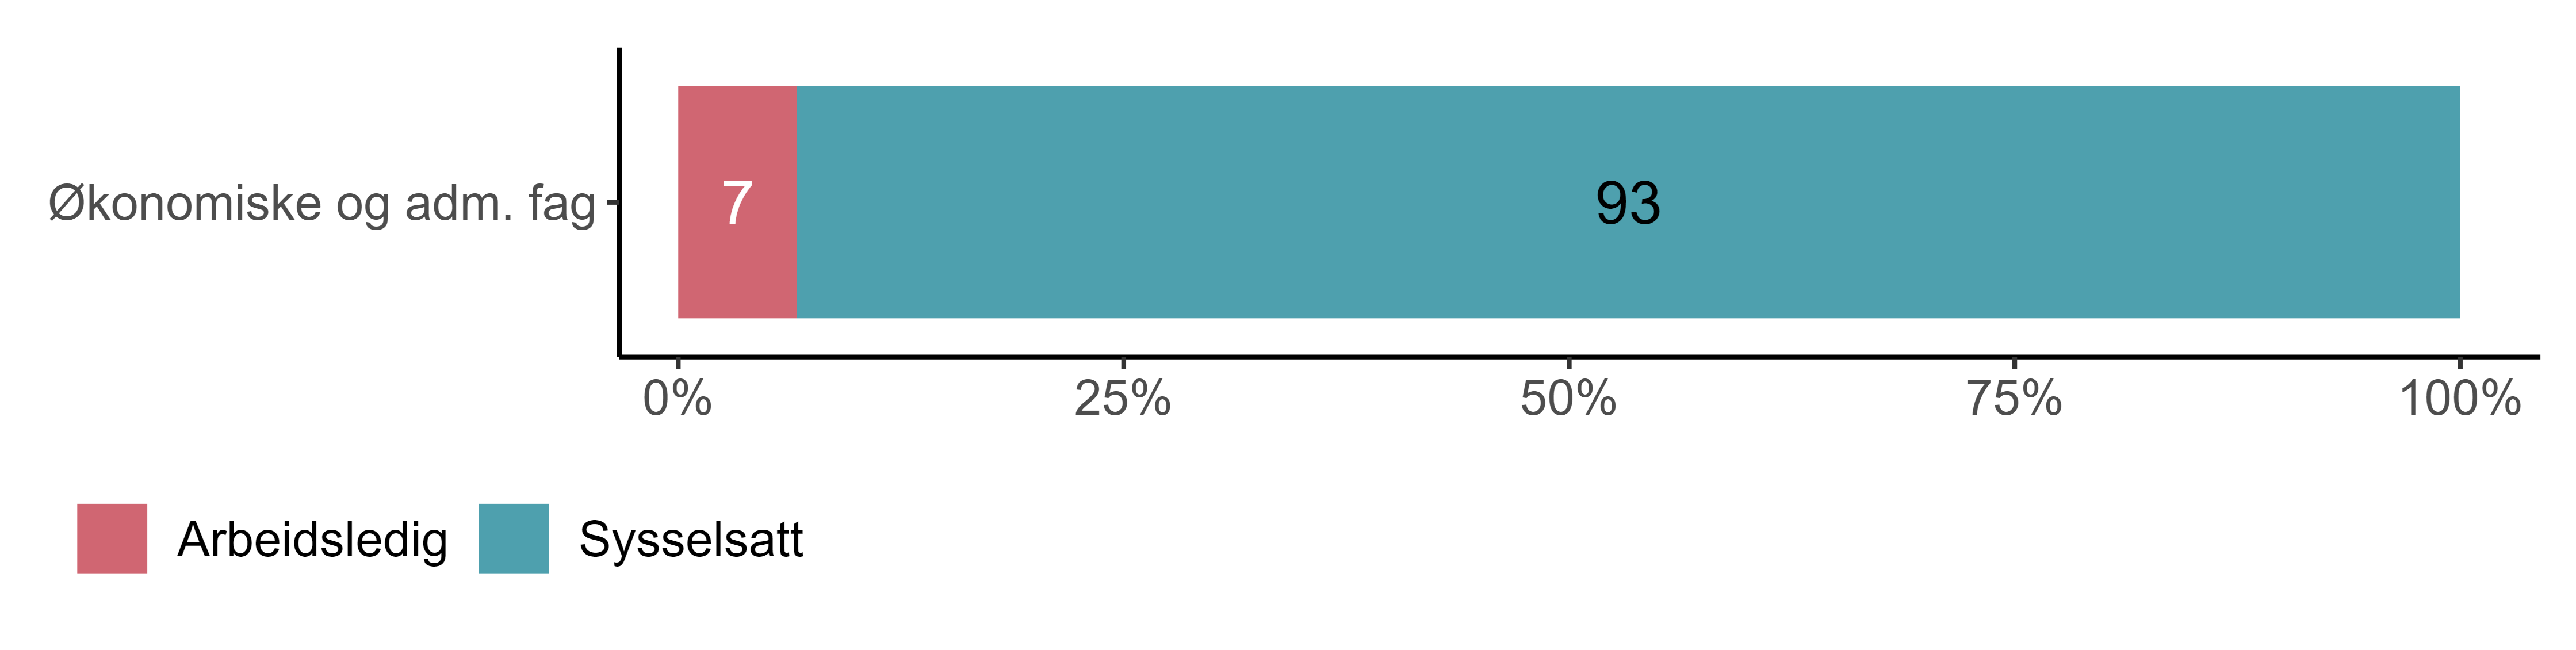 Økonomiske og adm. fag
7
93
0% 25% 50% 75% 100%
Arbeidsledig Sysselsatt